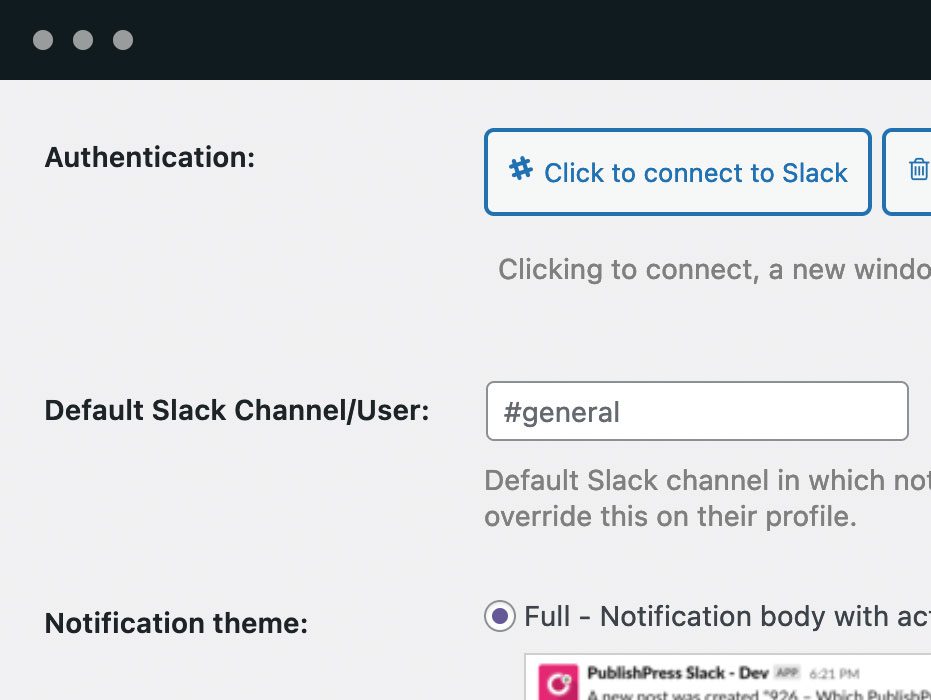 Authentication:
Click to connect to Slack
Clicking to connect, a new windo
Default Slack Channel/User:
#general
Default Slack channel in which not
override this on their profile.
Notification theme:
Full - Notification body with act
PublishPress Slack - Dev APP 6:21 PM
A new post was created "926 – Which PublishP